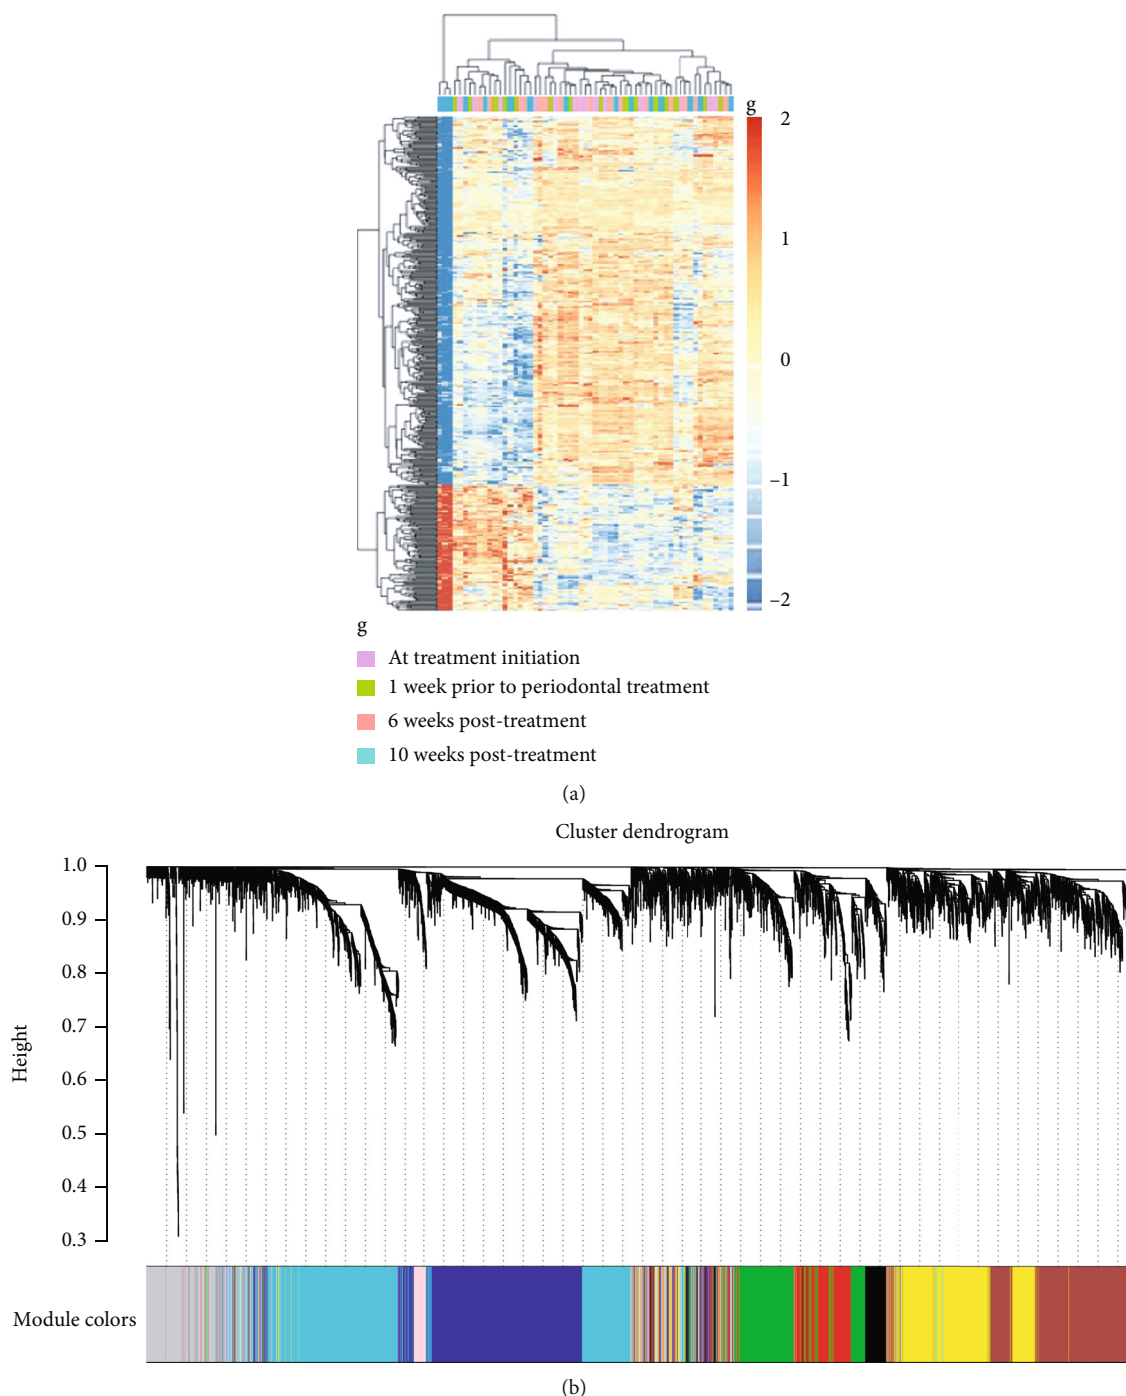 g
2
1
0
–1
–2
g
At treatment initiation
1 week prior to periodontal treatment
6 weeks post-treatment
10 weeks post-treatment
(a)
Cluster dendrogram
1.0
0.9
0.8
0.7
0.6
0.5
0.4
0.3
Height
Module colors
(b)